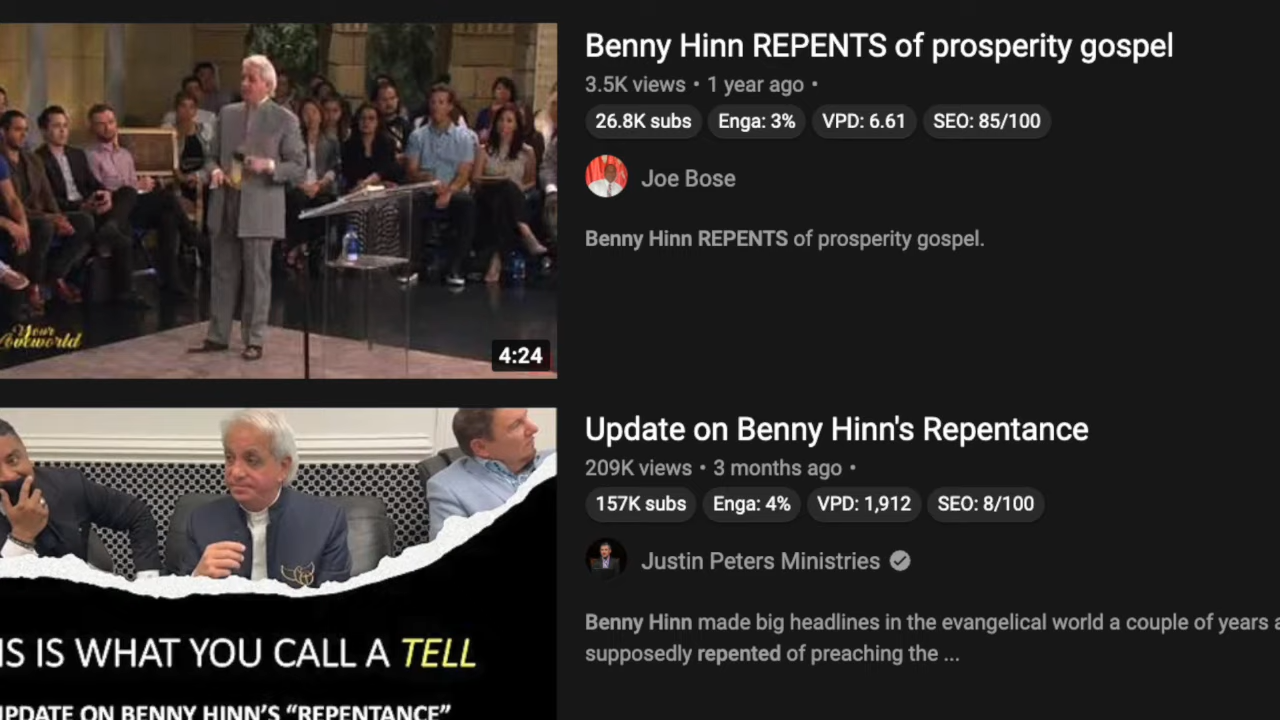 Benny Hinn REPENTS of prosperity gospel
3.5K views • 1 year ago •
26.8K subs Enga: 3% VPD: 6.61 SEO: 85/100
Joe Bose
Benny Hinn REPENTS of prosperity gospel.
Your
Loveworld
4:24
Update on Benny Hinn's Repentance
209K views • 3 months ago •
157K subs Enga: 4% VPD: 1,912 SEO: 8/100
Justin Peters Ministries
Benny Hinn made big headlines in the evangelical world a couple of years a
supposedly repented of preaching the ...
IS IS WHAT YOU CALL A TELL
UPDATE ON BENNY HINN'S “REPENTANCE”